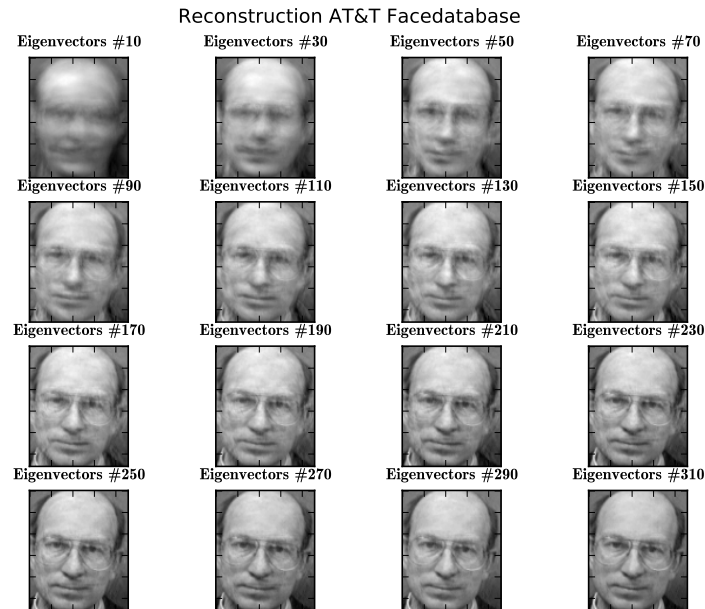 Reconstruction AT&T Facedatabase
Eigenvectors #10 Eigenvectors #30 Eigenvectors #50 Eigenvectors #70
Eigenvectors #90 Eigenvectors #110 Eigenvectors #130 Eigenvectors #150
Eigenvectors #170 Eigenvectors #190 Eigenvectors #210 Eigenvectors #230
Eigenvectors #250 Eigenvectors #270 Eigenvectors #290 Eigenvectors #310